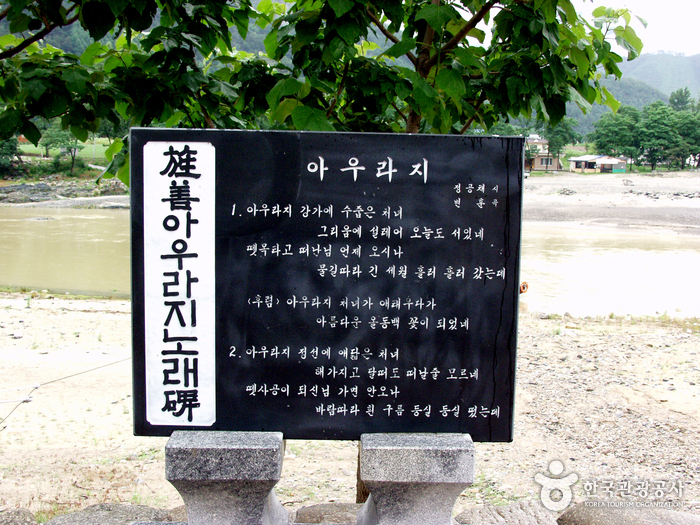 旌善아우라지노래碑
아우라지
정공채 시
변훈 곡
1. 아우라지 강가에 수줍은 처녀
그리움에 설레어 오늘도 서있네
뗏목타고 떠난님 언제 오시나
물길따라 긴 세월 흘러 흘러 갔는데
<후렴> 아우라지 처녀가 애태우다가
아름다운 올동백 꽃이 되었네
2. 아우라지 정선에 애닯은 처녀
해가지고 달떠도 떠날줄 모르네
뗏사공이 되신님 가면 안오나
바람따라 흰 구름 둥실 둥실 떴는데
한국관광공사
KOREA TOURISM ORGANIZATION